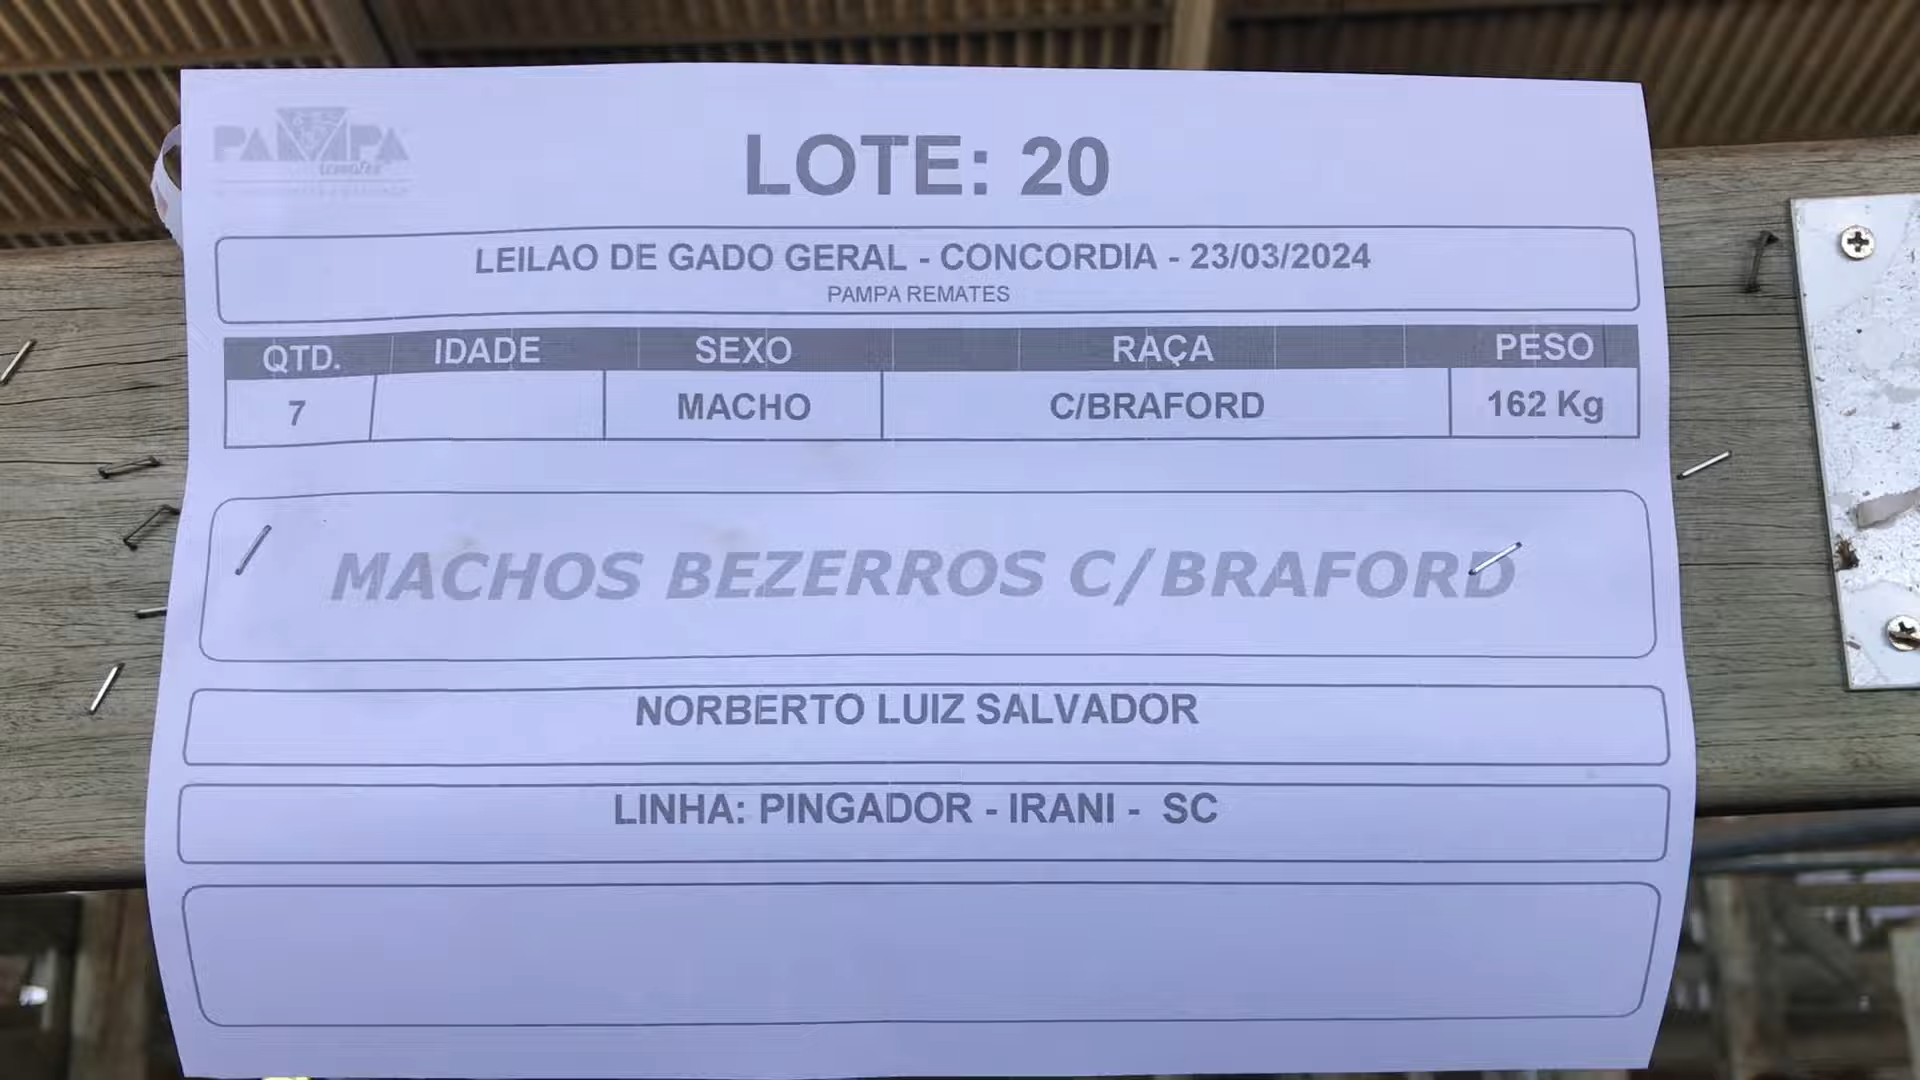 PAMPA
remates
LOTE: 20
LEILAO DE GADO GERAL - CONCORDIA - 23/03/2024
PAMPA REMATES
QTD. IDADE SEXO RAÇA PESO
7 MACHO C/BRAFORD 162 Kg
MACHOS BEZERROS C/BRAFORD
NORBERTO LUIZ SALVADOR
LINHA: PINGADOR - IRANI - SC